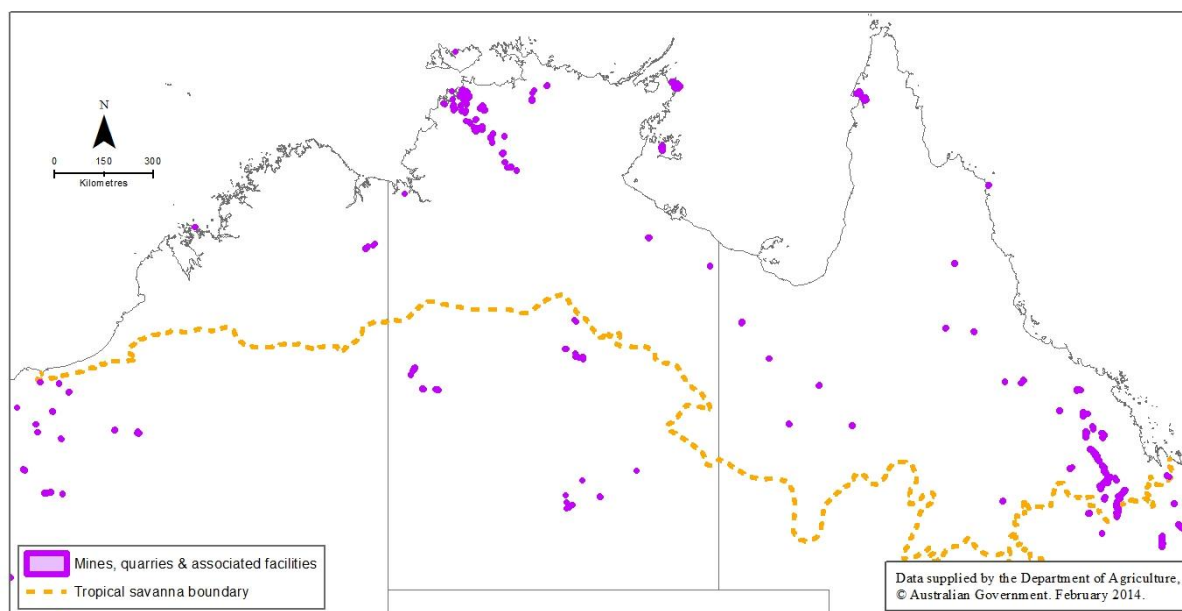 N
0 150 300
Kilometres
Mines, quarries & associated facilities
Tropical savanna boundary
Data supplied by the Department of Agriculture,
© Australian Government. February 2014.